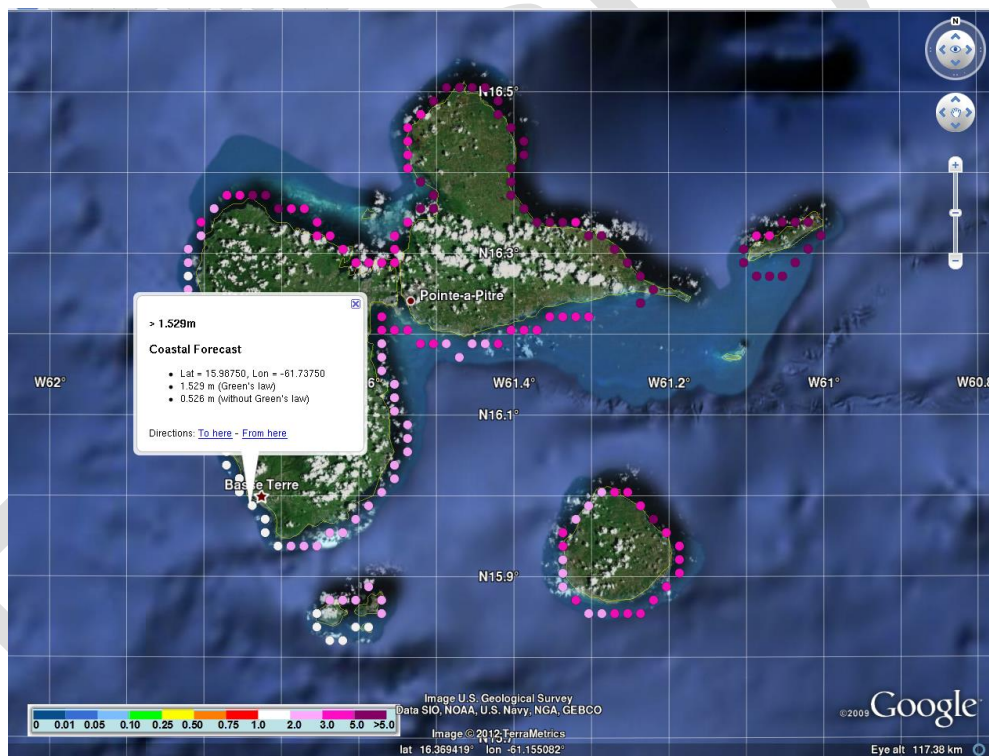 N
N16.5°
N16.3°
Pointe-a-Pitre
> 1.529m
Coastal Forecast
Lat = 15.98750, Lon = -61.73750
1.529 m (Green's law)
0.526 m (without Green's law)
Directions: To here - From here
W62°
W61.4°
W61.2°
W61°
W60.8
N16.1°
Basse Terre
N15.9°
Image U.S. Geological Survey
Data SIO, NOAA, U.S. Navy, NGA, GEBCO
©2009 Google
0 0.01 0.05 0.10 0.25 0.50 0.75 1.0 2.0 3.0 5.0 >5.0
Image © 2012 TerraMetrics
lat 16.369419° lon -61.155082°
Eye alt 117.38 km